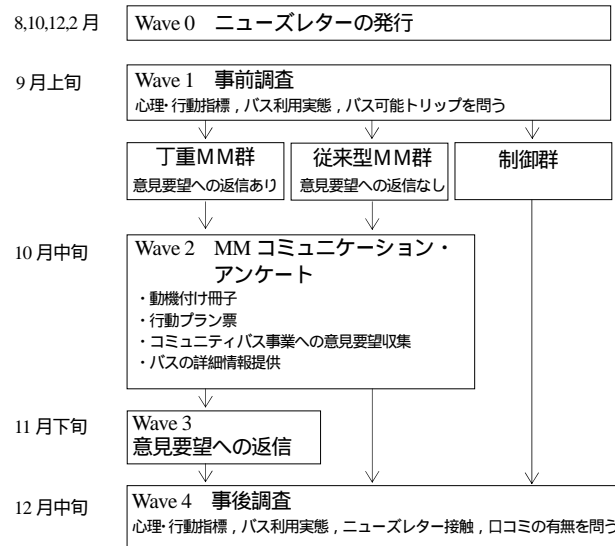 8,10,12,2 月
Wave 0 ニューズレターの発行
9 月上旬
Wave 1 事前調査
心理･行動指標，バス利用実態，バス可能トリップを問う
丁重MM群
意見要望への返信あり
従来型MM群
意見要望への返信なし
制御群
10 月中旬
Wave 2 MM コミュニケーション・
アンケート
・動機付け冊子
・行動プラン票
・コミュニティバス事業への意見要望収集
・バスの詳細情報提供
11 月下旬
Wave 3
意見要望への返信
12 月中旬
Wave 4 事後調査
心理･行動指標，バス利用実態，ニューズレター接触，口コミの有無を問う